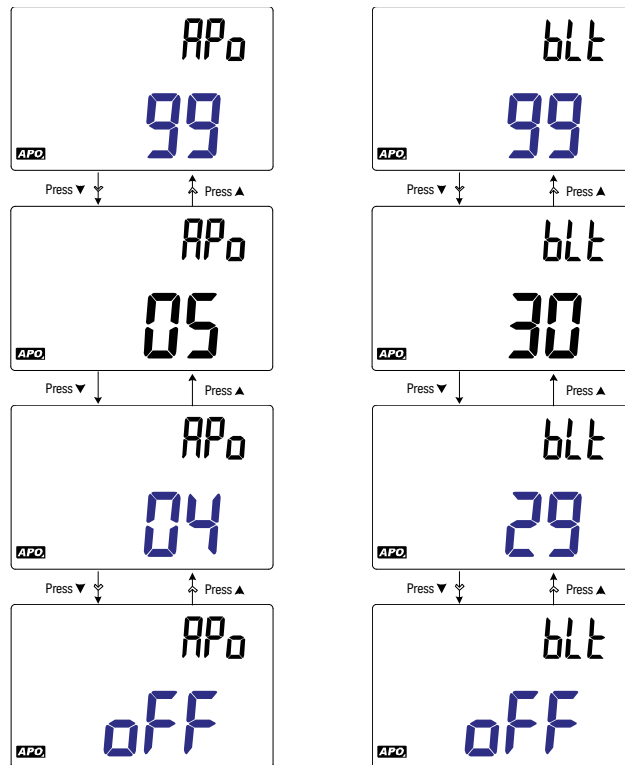 APo
99
APO
Press ▼
Press ▲
APo
05
APO
Press ▼
Press ▲
APo
04
APO
Press ▼
Press ▲
APo
oFF
APO
bLt
99
APO
Press ▼
Press ▲
bLt
30
APO
Press ▼
Press ▲
bLt
29
APO
Press ▼
Press ▲
bLt
oFF
APO